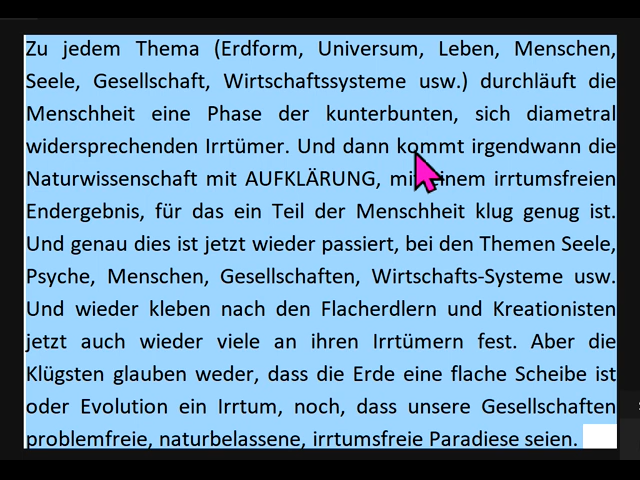 Zu jedem Thema (Erdform, Universum, Leben, Menschen,
Seele, Gesellschaft, Wirtschaftssysteme usw.) durchläuft die
Menschheit eine Phase der kunterbunten, sich diametral
widersprechenden Irrtümer. Und dann kommt irgendwann die
Naturwissenschaft mit AUFKLÄRUNG, mit einem irrtumsfreien
Endergebnis, für das ein Teil der Menschheit klug genug ist.
Und genau dies ist jetzt wieder passiert, bei den Themen Seele,
Psyche, Menschen, Gesellschaften, Wirtschafts-Systeme usw.
Und wieder kleben nach den Flacherdlern und Kreationisten
jetzt auch wieder viele an ihren Irrtümern fest. Aber die
Klügsten glauben weder, dass die Erde eine flache Scheibe ist
oder Evolution ein Irrtum, noch, dass unsere Gesellschaften
problemfreie, naturbelassene, irrtumsfreie Paradiese seien.